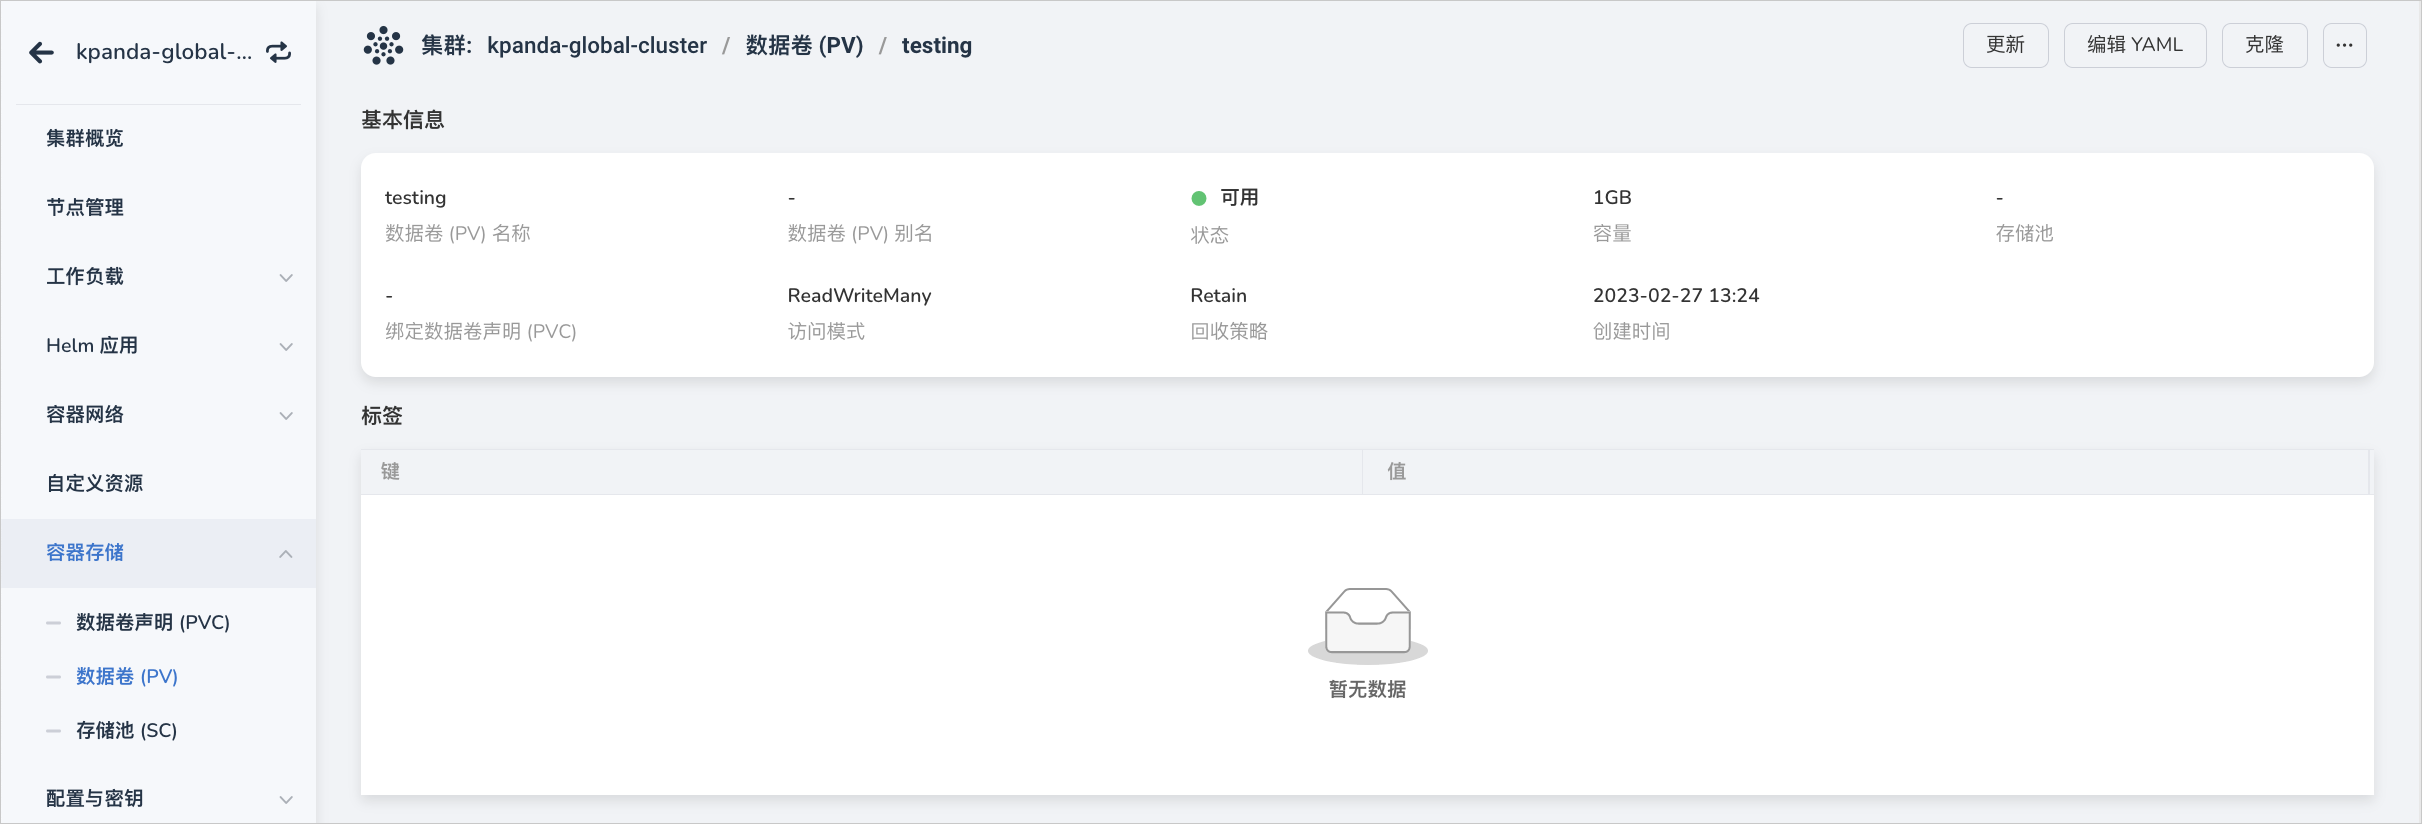 kpanda-global-...
集群概览
节点管理
工作负载
Helm 应用
容器网络
自定义资源
容器存储
数据卷声明 (PVC)
数据卷 (PV)
存储池 (SC)
配置与密钥
集群: kpanda-global-cluster / 数据卷 (PV) / testing
更新 编辑 YAML 克隆 ...
基本信息
testing - 可用 1GB -
数据卷 (PV) 名称 数据卷 (PV) 别名 状态 容量 存储池
- ReadWriteMany Retain 2023-02-27 13:24
绑定数据卷声明 (PVC) 访问模式 回收策略 创建时间
标签
键 值
暂无数据